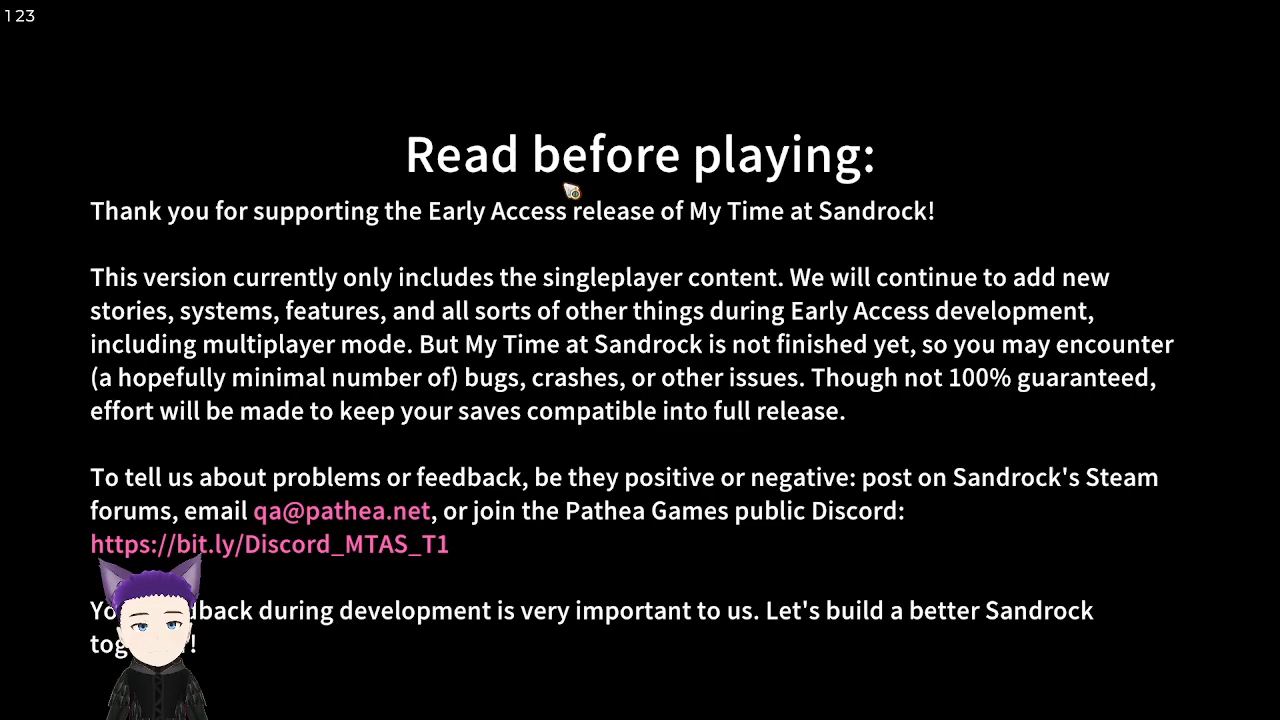 123
Read before playing:
Thank you for supporting the Early Access release of My Time at Sandrock!
This version currently only includes the singleplayer content. We will continue to add new
stories, systems, features, and all sorts of other things during Early Access development,
including multiplayer mode. But My Time at Sandrock is not finished yet, so you may encounter
(a hopefully minimal number of) bugs, crashes, or other issues. Though not 100% guaranteed,
effort will be made to keep your saves compatible into full release.
To tell us about problems or feedback, be they positive or negative: post on Sandrock's Steam
forums, email qa@pathea.net, or join the Pathea Games public Discord:
https://bit.ly/Discord_MTAS_T1
during development is very important to us. Let's build a better Sandrock